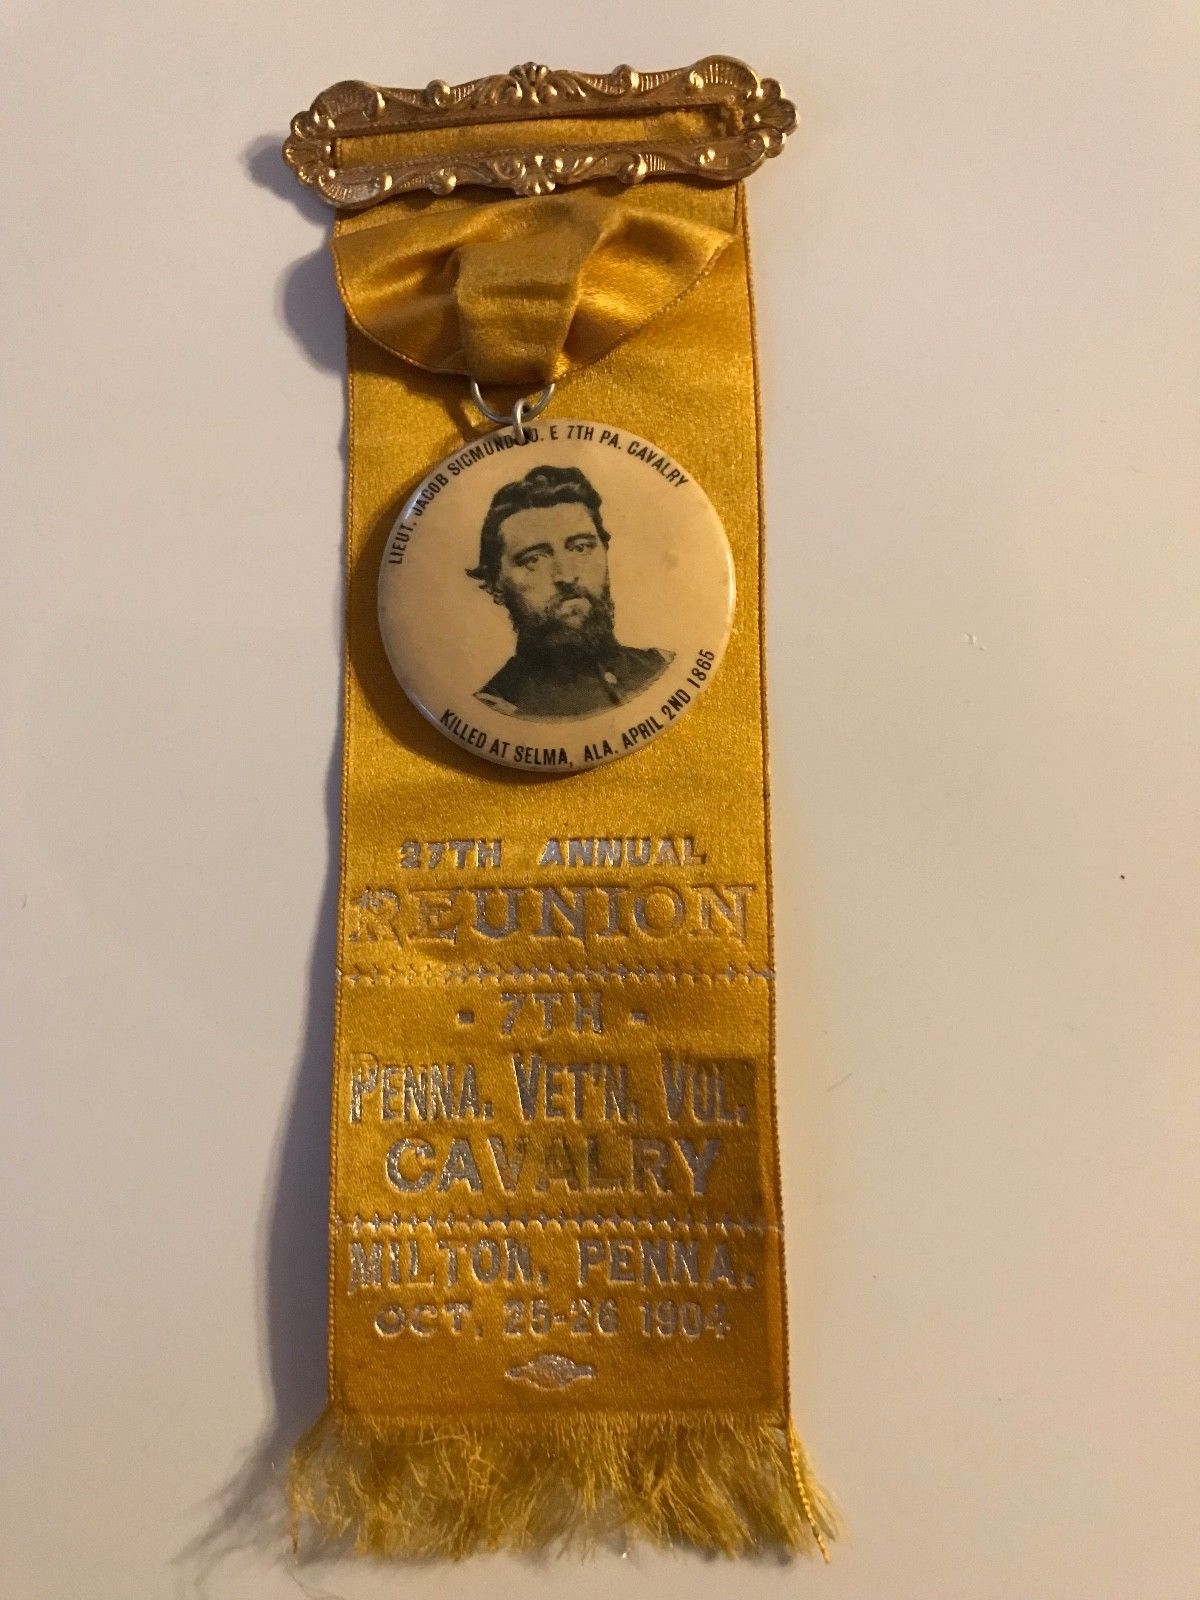 LIEUT. JACOB SIGMUND CO. E 7TH PA. CAVALRY
KILLED AT SELMA, ALA. APRIL 2ND 1865
27TH ANNUAL
REUNION
- 7TH -
PENNA. VET'N. VOL.
CAVALRY
MILTON, PENNA.
OCT. 25-26 1904